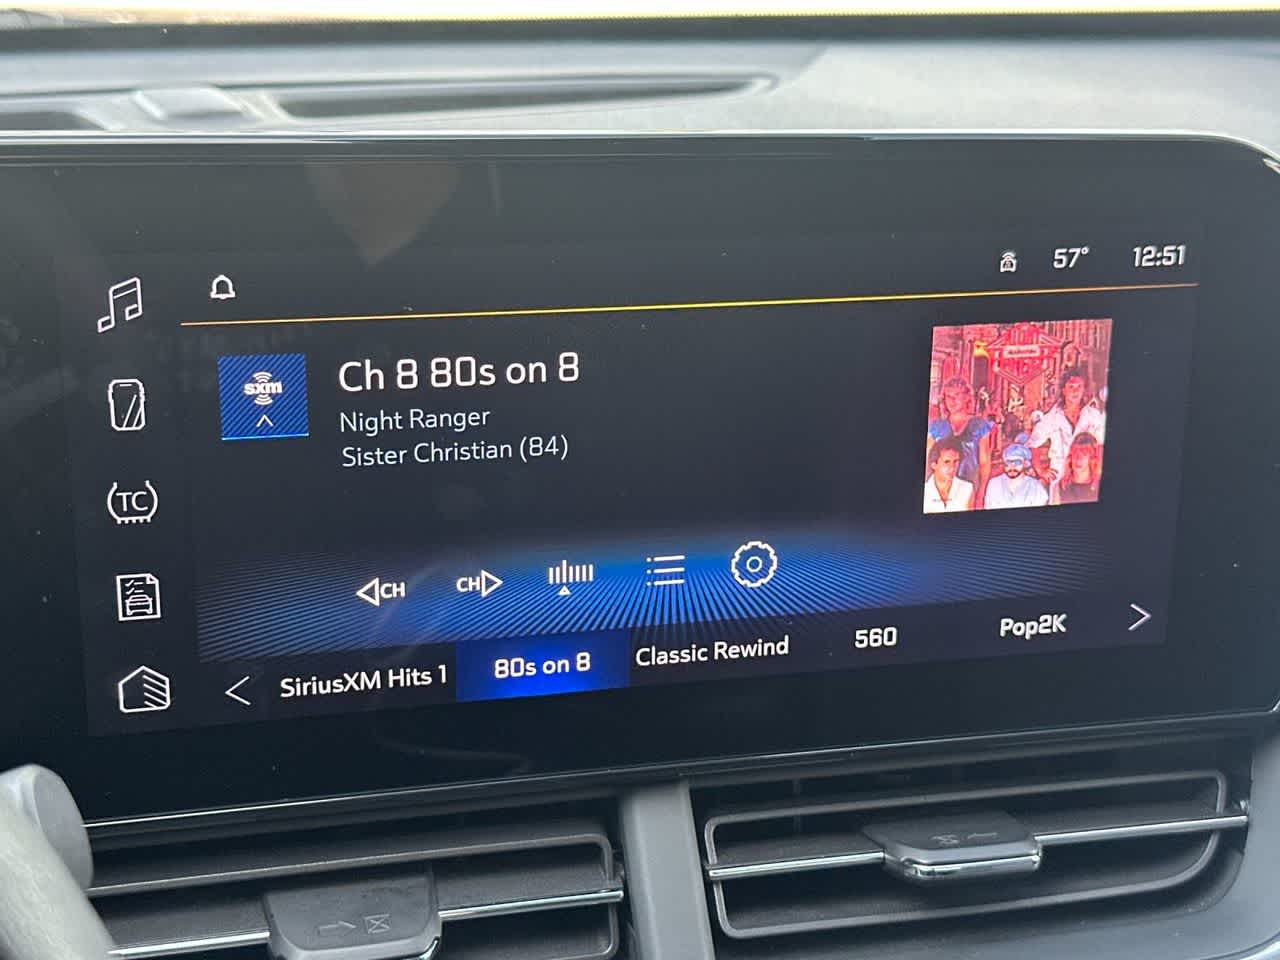 57° 12:51
sxm
Ch 8 80s on 8
Night Ranger
Sister Christian (84)
TC
CH CH
SiriusXM Hits 1 80s on 8 Classic Rewind 560 Pop2K